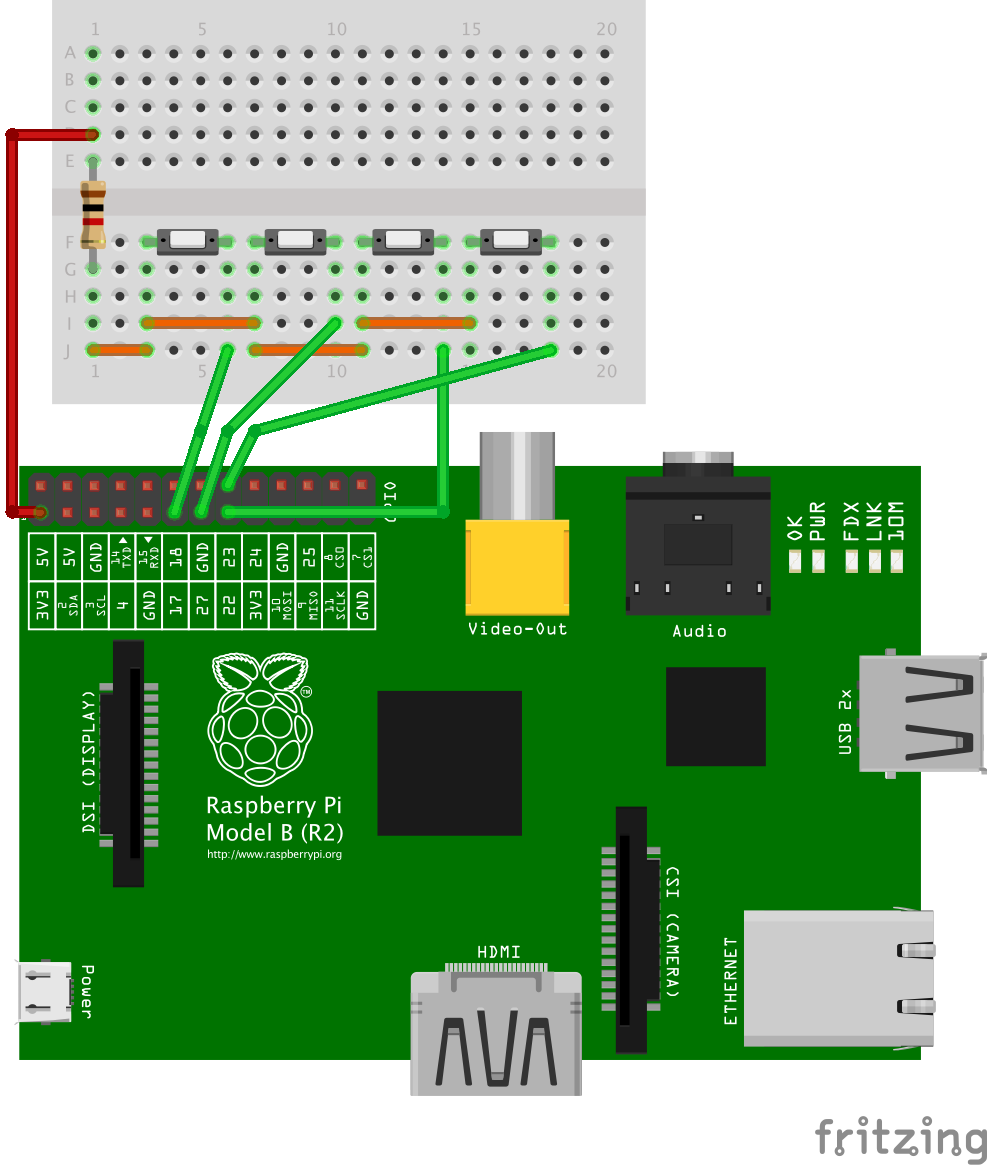 1 5 10 15 20
A
B
C
D
E
F
G
H
I
J
1 5 10 15 20
GPIO
5V 5V GND 14 TXD 15 RXD 18 GND 23 24 GND 25 8 CS0 7 CS1
3V3 2 SDA 3 SCL 4 GND 17 27 22 3V3 10 MOSI 9 MISO 11 SCLK GND
OK PWR FDX LNK 10M
Video-Out
Audio
USB 2x
DSI (DISPLAY)
TM
Raspberry Pi
Model B (R2)
http://www.raspberrypi.org
CSI (CAMERA)
ETHERNET
HDMI
Power
fritzing